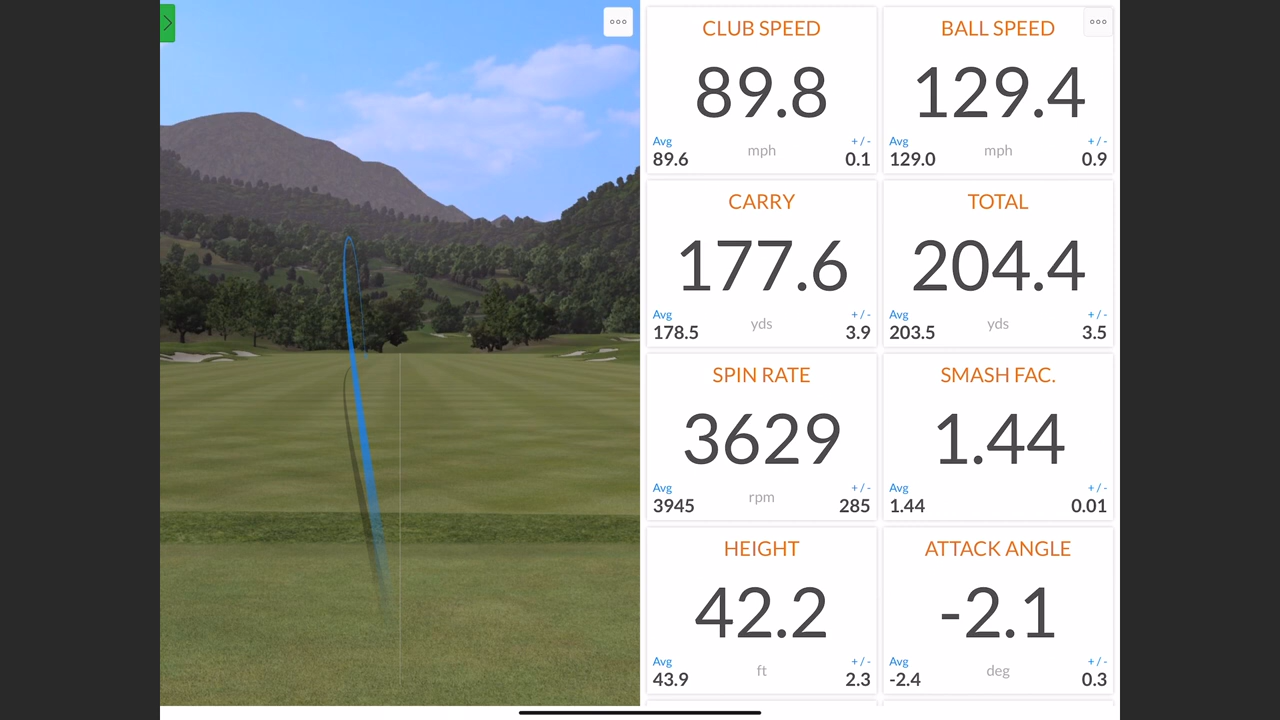 CLUB SPEED
89.8
mph
Avg
89.6
+ / -
0.1
BALL SPEED
129.4
mph
Avg
129.0
+ / -
0.9
CARRY
177.6
yds
Avg
178.5
+ / -
3.9
TOTAL
204.4
yds
Avg
203.5
+ / -
3.5
SPIN RATE
3629
rpm
Avg
3945
+ / -
285
SMASH FAC.
1.44
Avg
1.44
+ / -
0.01
HEIGHT
42.2
ft
Avg
43.9
+ / -
2.3
ATTACK ANGLE
-2.1
deg
Avg
-2.4
+ / -
0.3